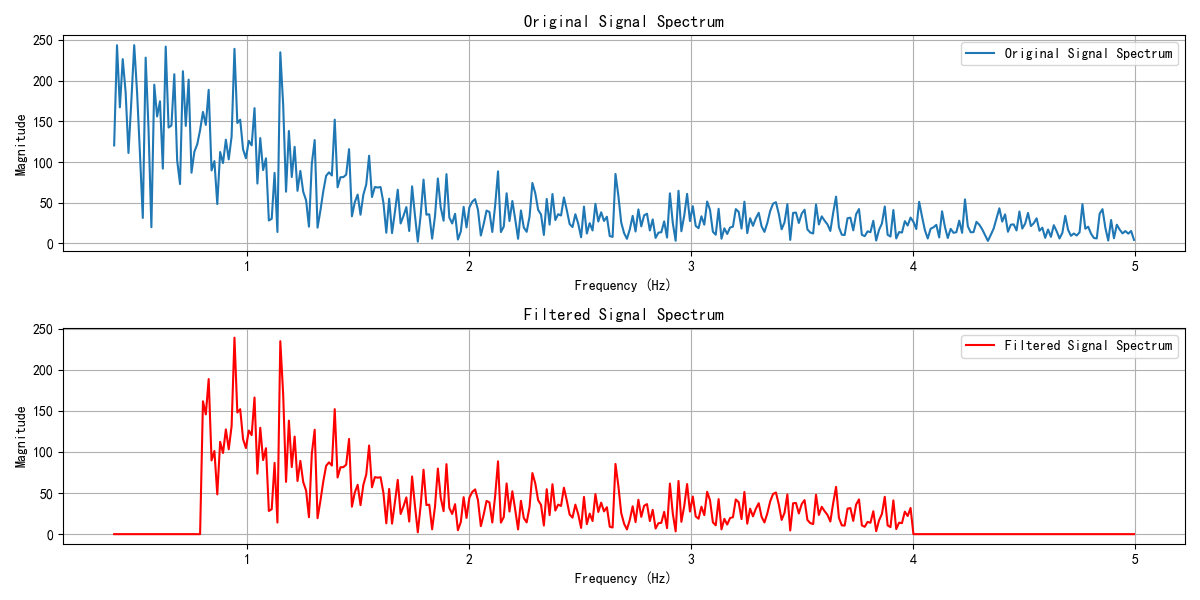 Original Signal Spectrum
250
200
150
100
50
0
Magnitude
Original Signal Spectrum
1 2 3 4 5
Frequency (Hz)
Filtered Signal Spectrum
250
200
150
100
50
0
Magnitude
Filtered Signal Spectrum
1 2 3 4 5
Frequency (Hz)